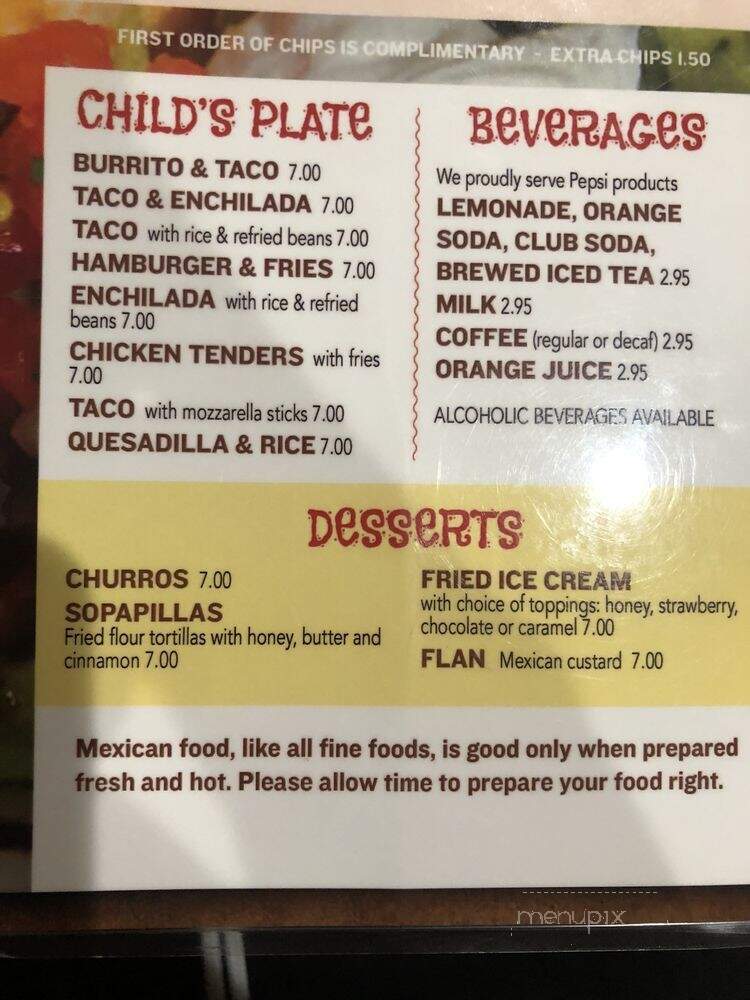 FIRST ORDER OF CHIPS IS COMPLIMENTARY - EXTRA CHIPS 1.50
CHILD'S PLATE
BURRITO & TACO 7.00
TACO & ENCHILADA 7.00
TACO with rice & refried beans 7.00
HAMBURGER & FRIES 7.00
ENCHILADA with rice & refried
beans 7.00
CHICKEN TENDERS with fries
7.00
TACO with mozzarella sticks 7.00
QUESADILLA & RICE 7.00
BEVERAGES
We proudly serve Pepsi products
LEMONADE, ORANGE
SODA, CLUB SODA,
BREWED ICED TEA 2.95
MILK 2.95
COFFEE (regular or decaf) 2.95
ORANGE JUICE 2.95
ALCOHOLIC BEVERAGES AVAILABLE
DESSERTS
CHURROS 7.00
SOPAPILLAS
Fried flour tortillas with honey, butter and
cinnamon 7.00
FRIED ICE CREAM
with choice of toppings: honey, strawberry,
chocolate or caramel 7.00
FLAN Mexican custard 7.00
Mexican food, like all fine foods, is good only when prepared
fresh and hot. Please allow time to prepare your food right.
menupix